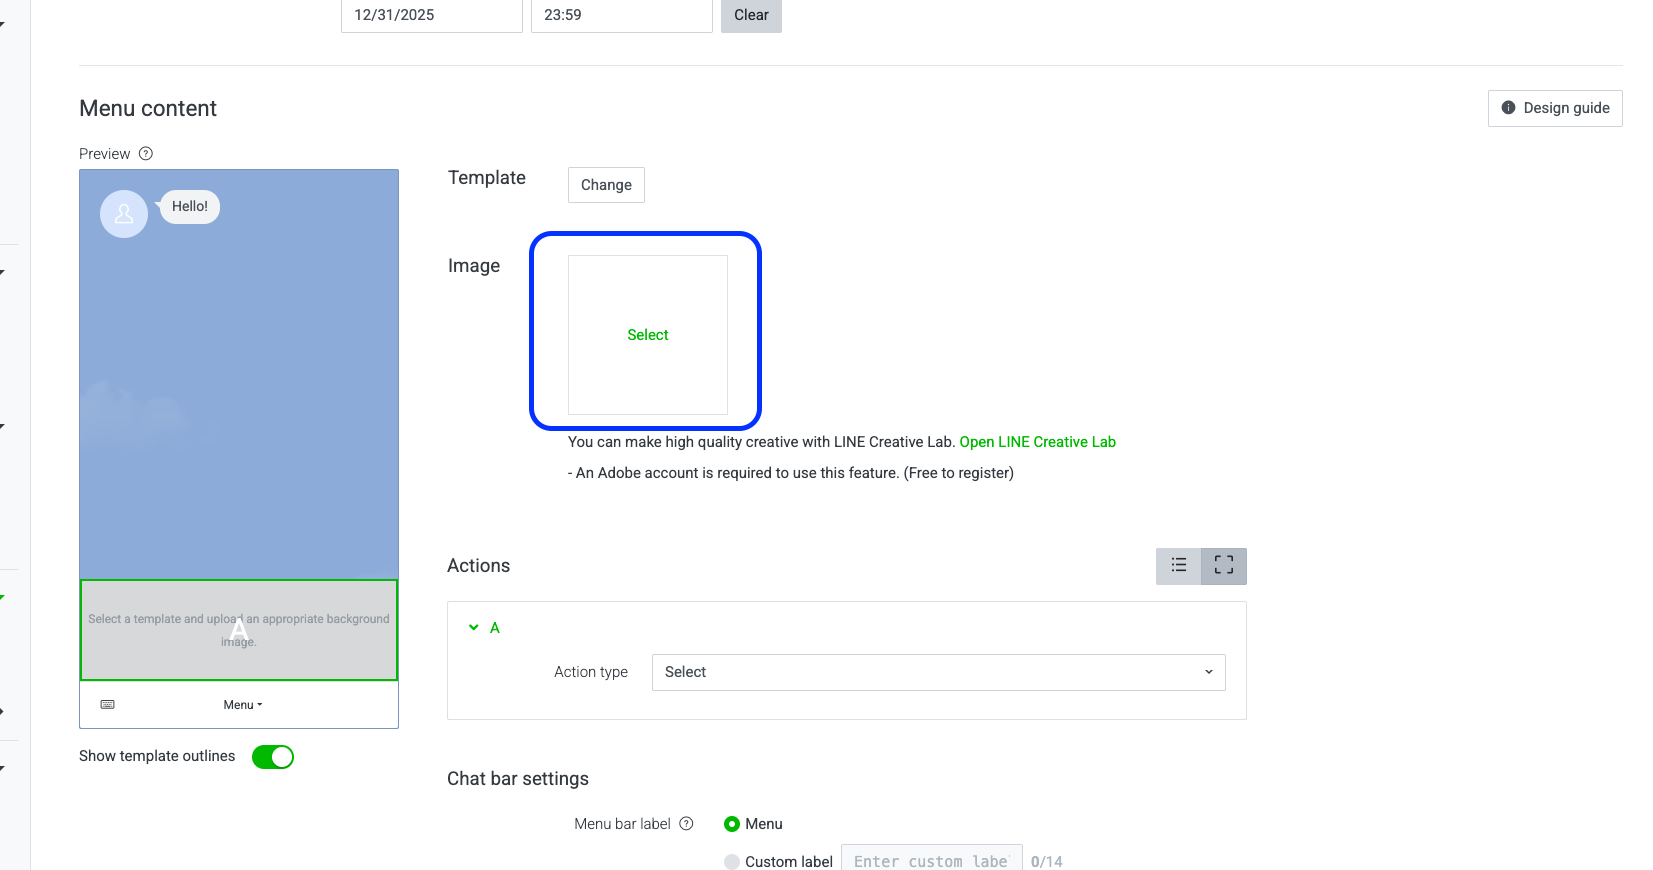 12/31/2025
23:59
Clear
Menu content
Design guide
Preview
Hello!
Template
Change
Image
Select
You can make high quality creative with LINE Creative Lab. Open LINE Creative Lab
- An Adobe account is required to use this feature. (Free to register)
Actions
A
Action type
Select
Select a template and upload an appropriate background
image.
A
Menu
Show template outlines
Chat bar settings
Menu bar label
Menu
Custom label
Enter custom labe
0/14